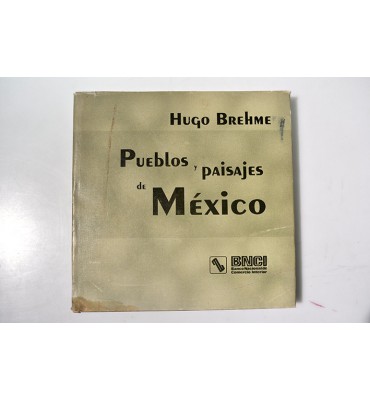 Hugo Brehme
Pueblos y paisajes
de México
BNCI
Banco Nacional de
Comercio Interior